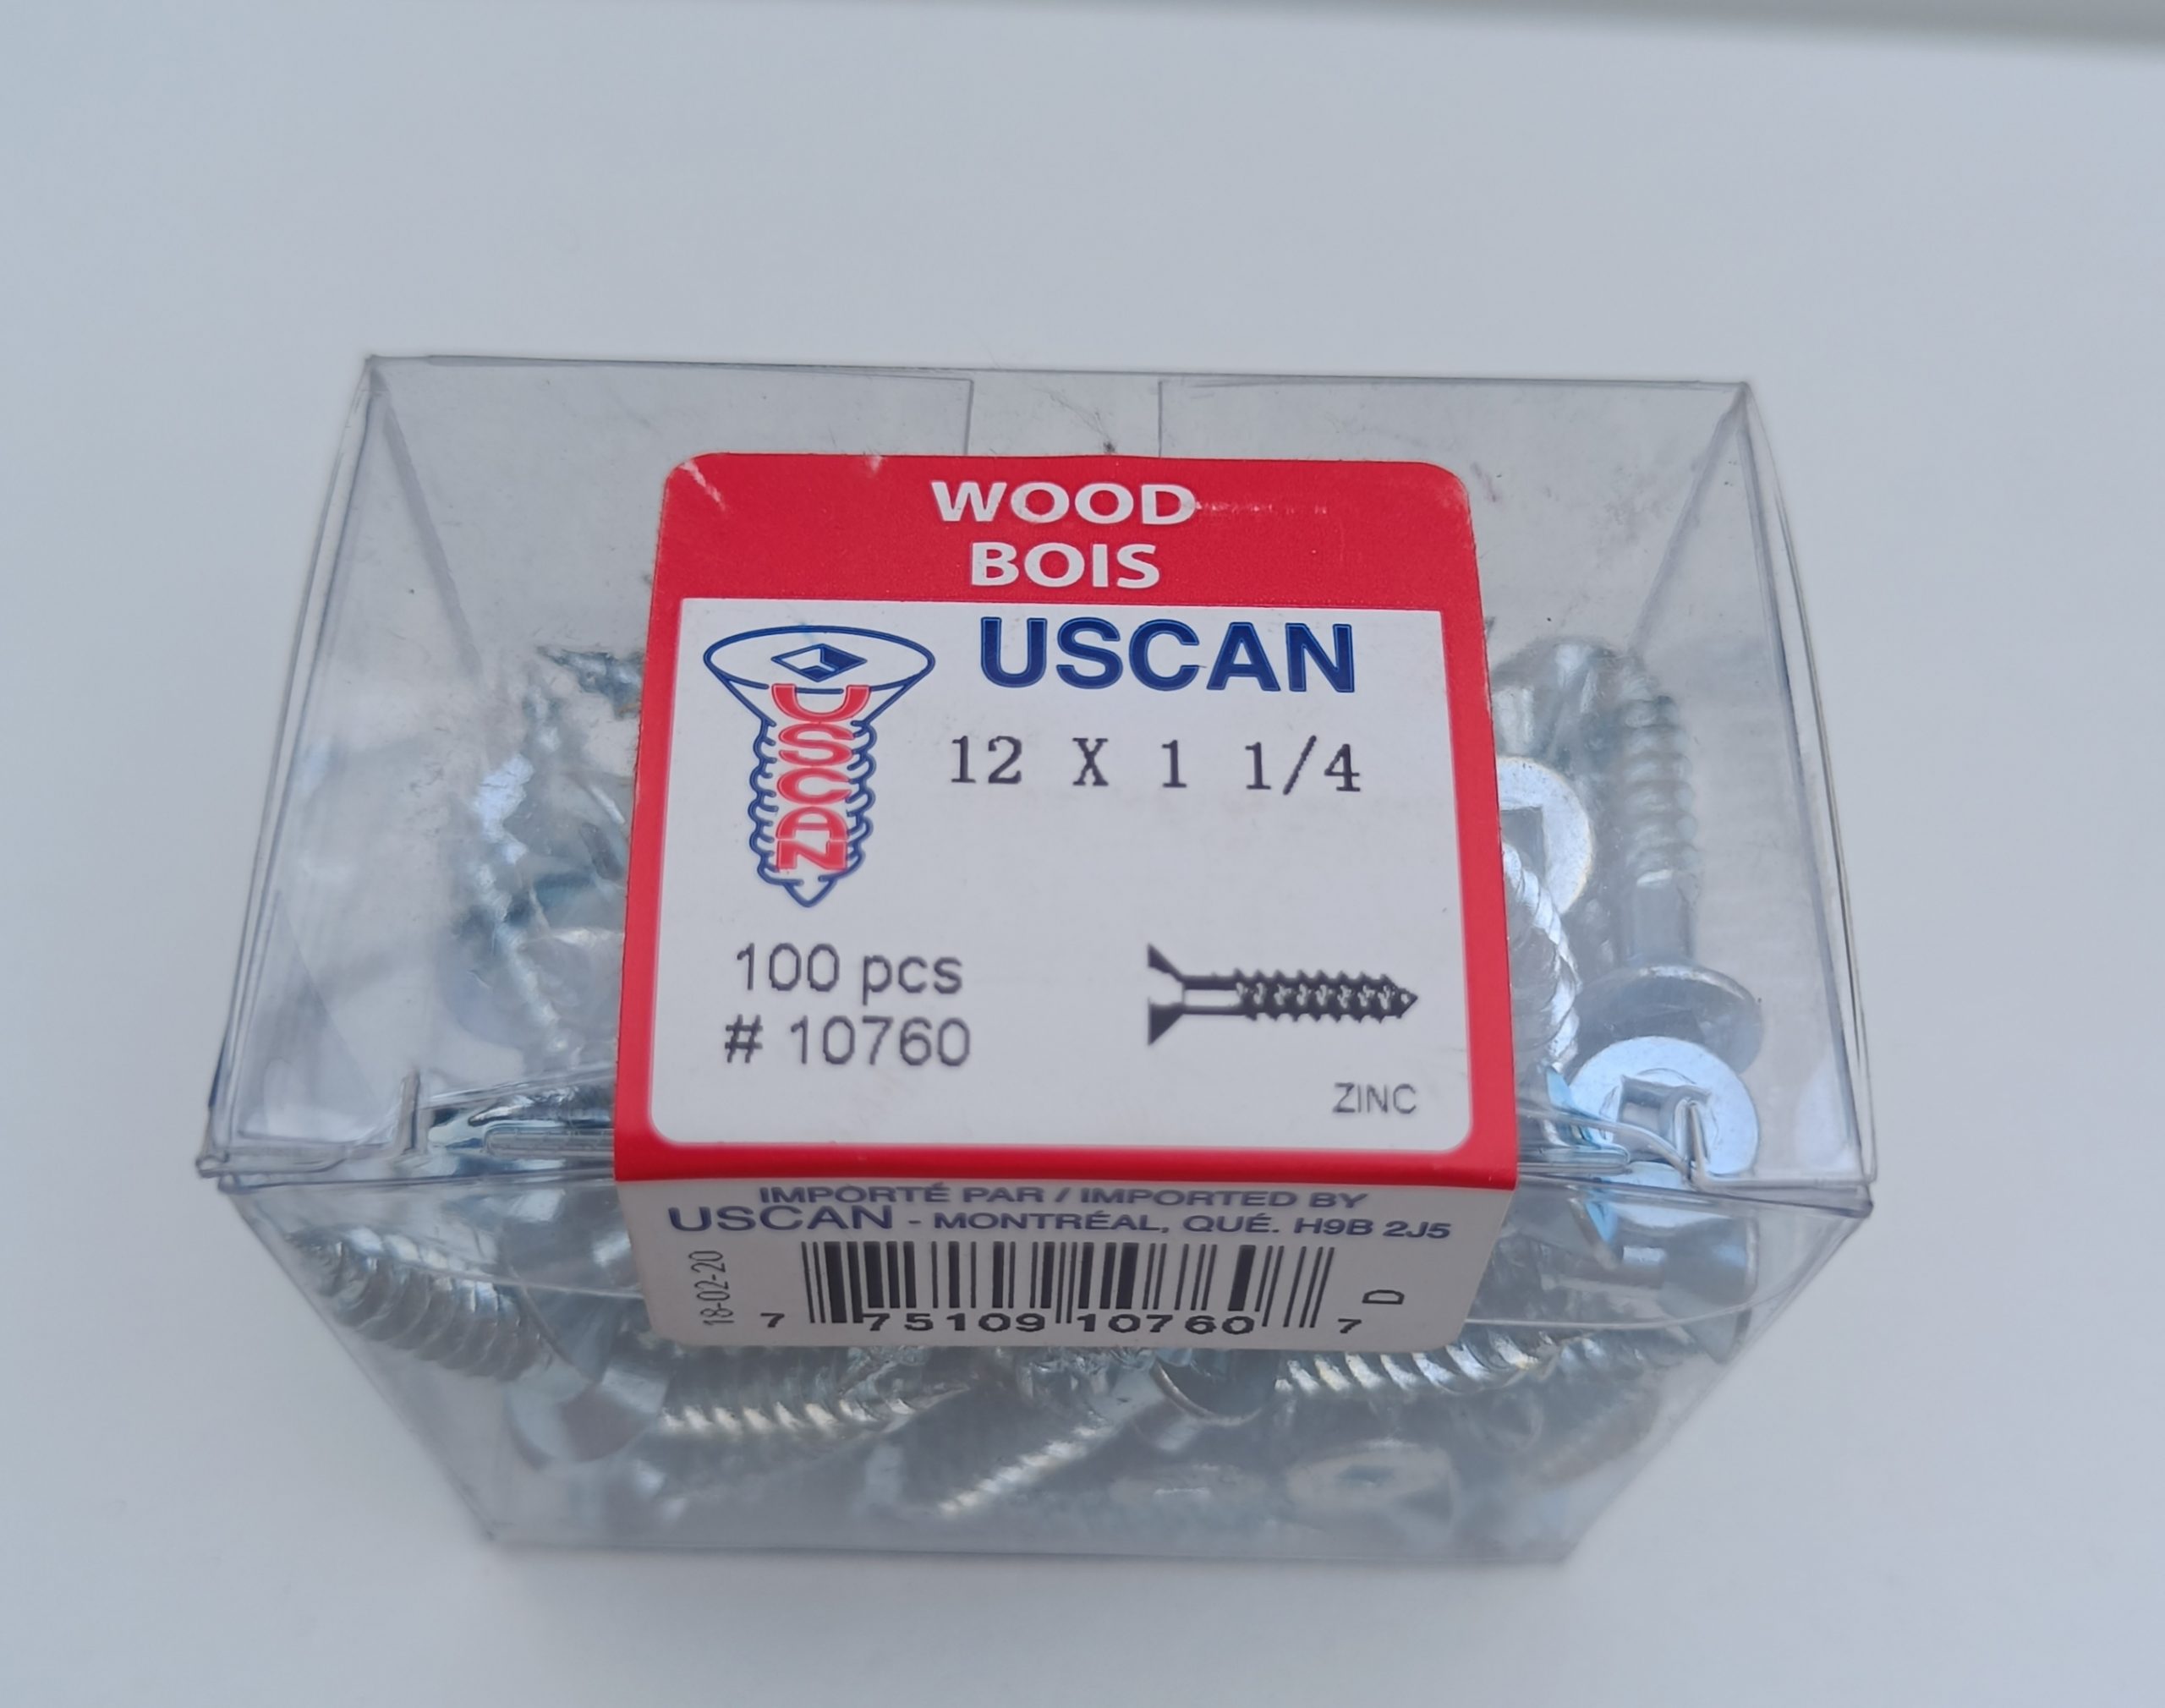 WOOD
BOIS
USCAN
USCAN
12 X 1 1/4
100 pcs
# 10760
ZINC
IMPORTÉ PAR / IMPORTED BY
USCAN - MONTRÉAL, QUÉ. H9B 2J5
18-02-20
7 75109 10760 7
D